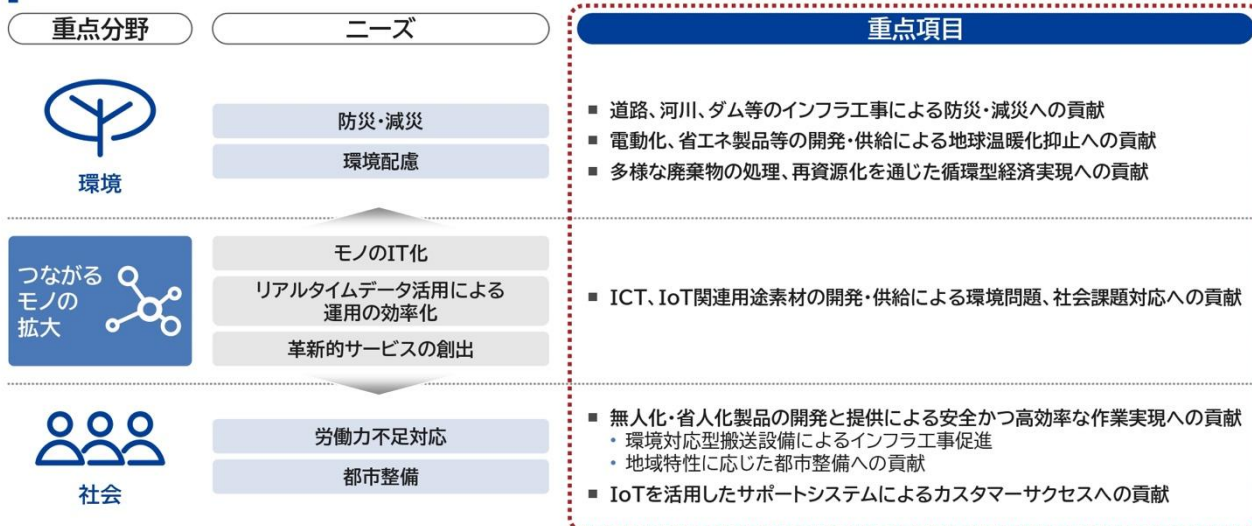 重点分野
ニーズ
重点項目
環境
防災・減災
環境配慮
■ 道路、河川、ダム等のインフラ工事による防災・減災への貢献
■ 電動化、省エネ製品等の開発・供給による地球温暖化抑止への貢献
■ 多様な廃棄物の処理、再資源化を通じた循環型経済実現への貢献
つながる
モノの
拡大
モノのIT化
リアルタイムデータ活用による
運用の効率化
革新的サービスの創出
■ ICT、IoT関連用途素材の開発・供給による環境問題、社会課題対応への貢献
社会
労働力不足対応
都市整備
■ 無人化・省人化製品の開発と提供による安全かつ高効率な作業実現への貢献
• 環境対応型搬送設備によるインフラ工事促進
• 地域特性に応じた都市整備への貢献
■ IoTを活用したサポートシステムによるカスタマーサクセスへの貢献